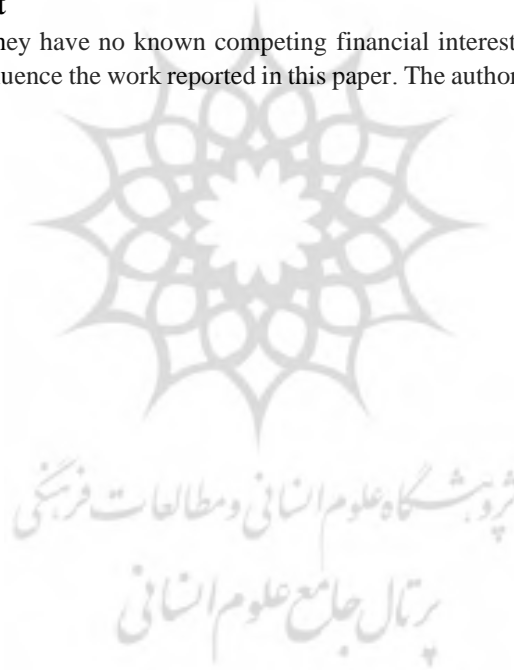 t
hey have no known competing financial interest
uence the work reported in this paper. The author
پژوهشگاه علوم انسانی و مطالعات فرهنگی
پرتال جامع علوم انسانی